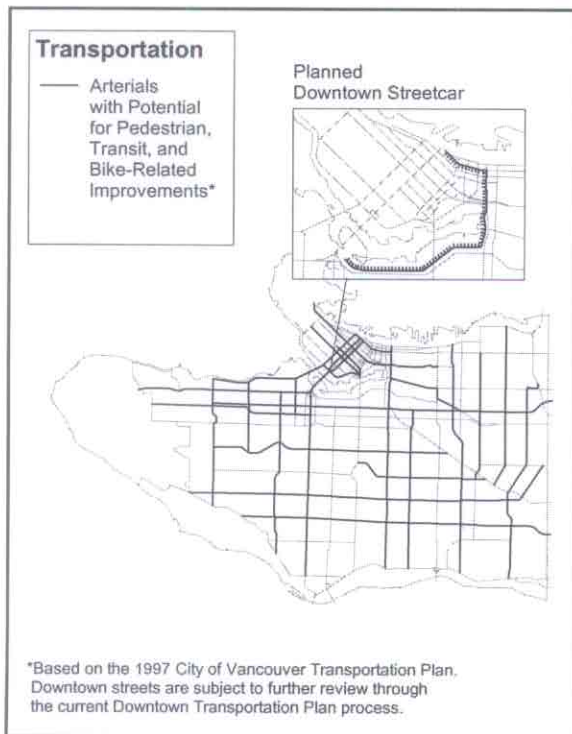 Transportation
Arterials
with Potential
for Pedestrian,
Transit, and
Bike-Related
Improvements*
Planned
Downtown Streetcar
*Based on the 1997 City of Vancouver Transportation Plan.
Downtown streets are subject to further review through
the current Downtown Transportation Plan process.